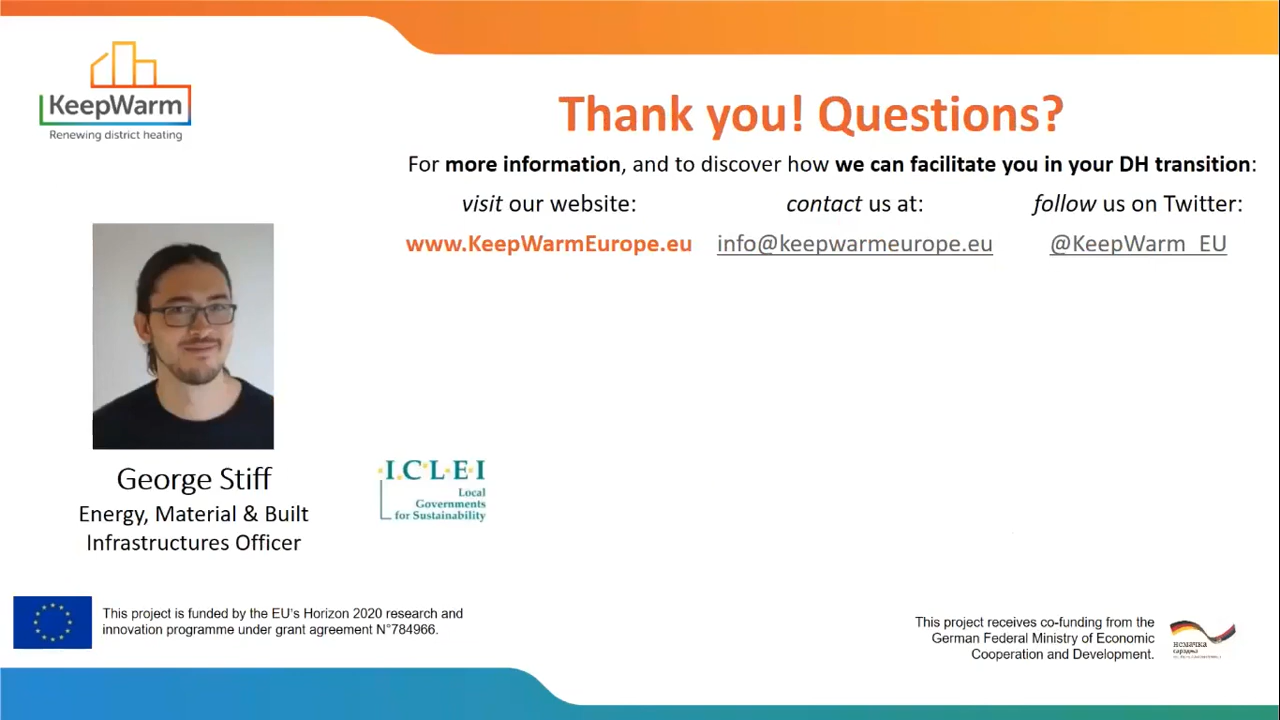 KeepWarm
Renewing district heating
Thank you! Questions?
For more information, and to discover how we can facilitate you in your DH transition:
visit our website: contact us at: follow us on Twitter:
www.KeepWarmEurope.eu info@keepwarmeurope.eu @KeepWarm_EU
George Stiff
Energy, Material & Built
Infrastructures Officer
I.C.L.E.I
Local
Governments
for Sustainability
This project is funded by the EU's Horizon 2020 research and
innovation programme under grant agreement N°784966.
This project receives co-funding from the
German Federal Ministry of Economic
Cooperation and Development.
немачка
сарадња